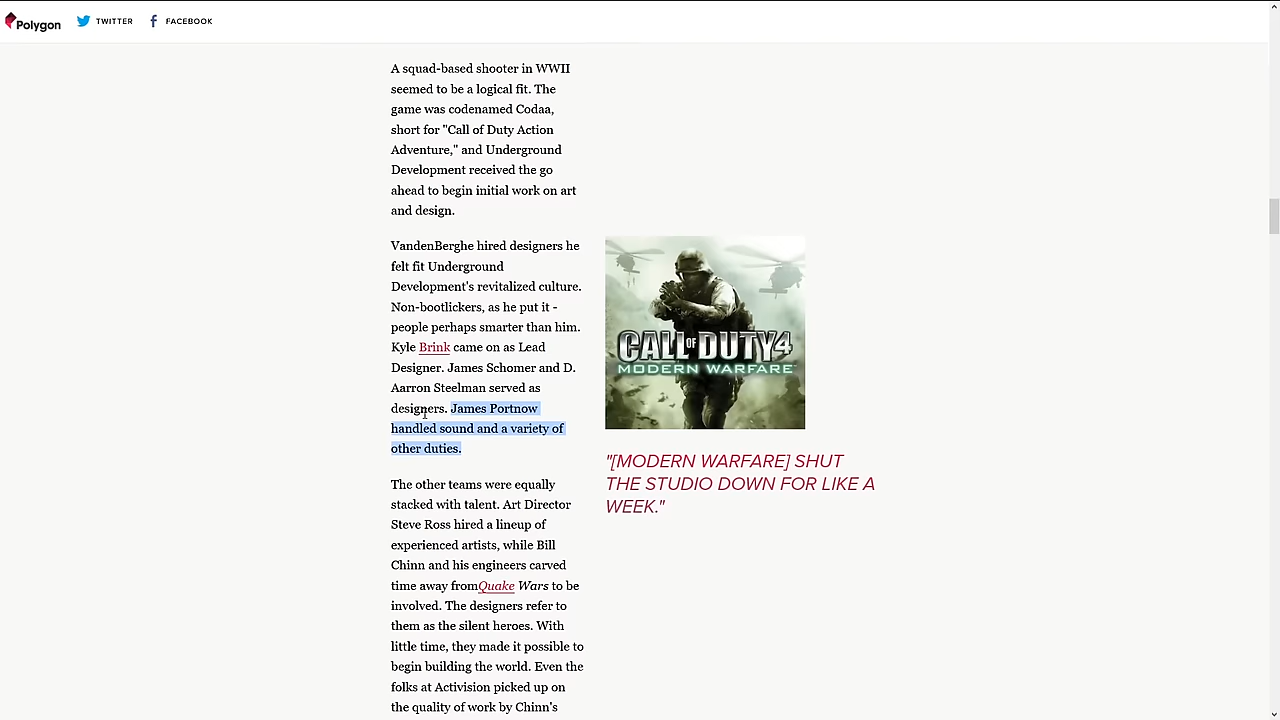 Polygon
TWITTER
FACEBOOK
A squad-based shooter in WWII
seemed to be a logical fit. The
game was codenamed Codaa,
short for "Call of Duty Action
Adventure," and Underground
Development received the go
ahead to begin initial work on art
and design.
VandenBerghe hired designers he
felt fit Underground
Development's revitalized culture.
Non-bootlickers, as he put it -
people perhaps smarter than him.
Kyle Brink came on as Lead
Designer. James Schomer and D.
Aarron Steelman served as
designers. James Portnow
handled sound and a variety of
other duties.
The other teams were equally
stacked with talent. Art Director
Steve Ross hired a lineup of
experienced artists, while Bill
Chinn and his engineers carved
time away fromQuake Wars to be
involved. The designers refer to
them as the silent heroes. With
little time, they made it possible to
begin building the world. Even the
folks at Activision picked up on
the quality of work by Chinn's
CALL OF DUTY 4
MODERN WARFARE
"[MODERN WARFARE] SHUT
THE STUDIO DOWN FOR LIKE A
WEEK."